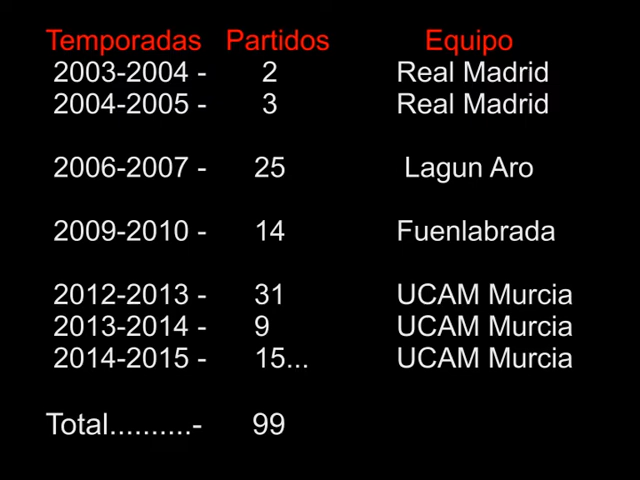 Temporadas Partidos Equipo
2003-2004 - 2 Real Madrid
2004-2005 - 3 Real Madrid
2006-2007 - 25 Lagun Aro
2009-2010 - 14 Fuenlabrada
2012-2013 - 31 UCAM Murcia
2013-2014 - 9 UCAM Murcia
2014-2015 - 15... UCAM Murcia
Total..........- 99